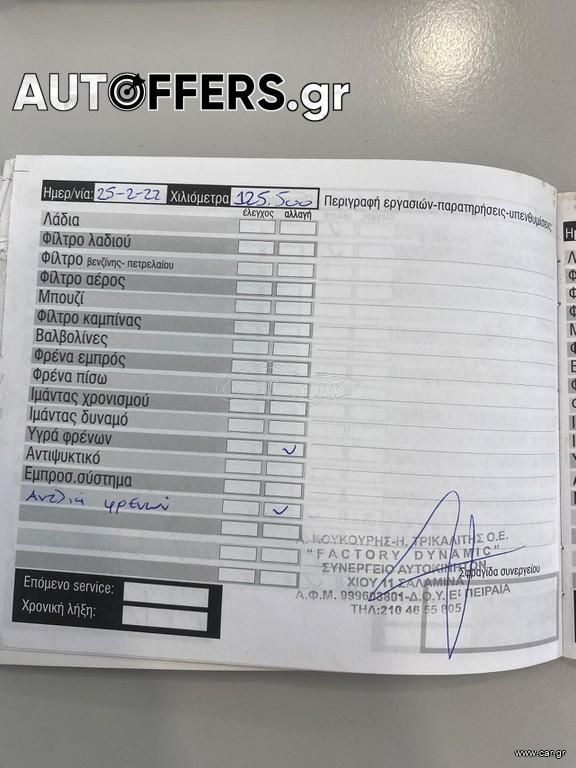 AUTOFFERS.gr
Ημερ/νία: 25-2-22 Χιλιόμετρα 125.500 Περιγραφή εργασιών-παρατηρήσεις-υπενθυμίσεις:
έλεγχος αλλαγή
Λάδια
Φίλτρο λαδιού
Φίλτρο βενζίνης- πετρελαίου
Φίλτρο αέρος
Μπουζί
Φίλτρο καμπίνας
Βαλβολίνες
Φρένα εμπρός
Φρένα πίσω
Ιμάντας χρονισμού
Ιμάντας δυναμό
Υγρά φρένων
Αντιψυκτικό
Εμπροσ.σύστημα
Αντλία φρένων
Α. ΚΟΥΚΟΥΡΗΣ-Η. ΤΡΙΚΑΛΙΤΗΣ Ο.Ε.
"FACTORY DYNAMIC"
ΣΥΝΕΡΓΕΙΟ ΑΥΤΟΚΙΝΗΤΩΝ
Σφραγίδα συνεργείου
ΧΙΟΥ 11 ΣΑΛΑΜΙΝΑ
Α.Φ.Μ. Δ.Ο.Υ. Ε' ΠΕΙΡΑΙΑ
ΤΗΛ:210 46 55 805
Επόμενο service:
Χρονική λήξη:
www.car.gr